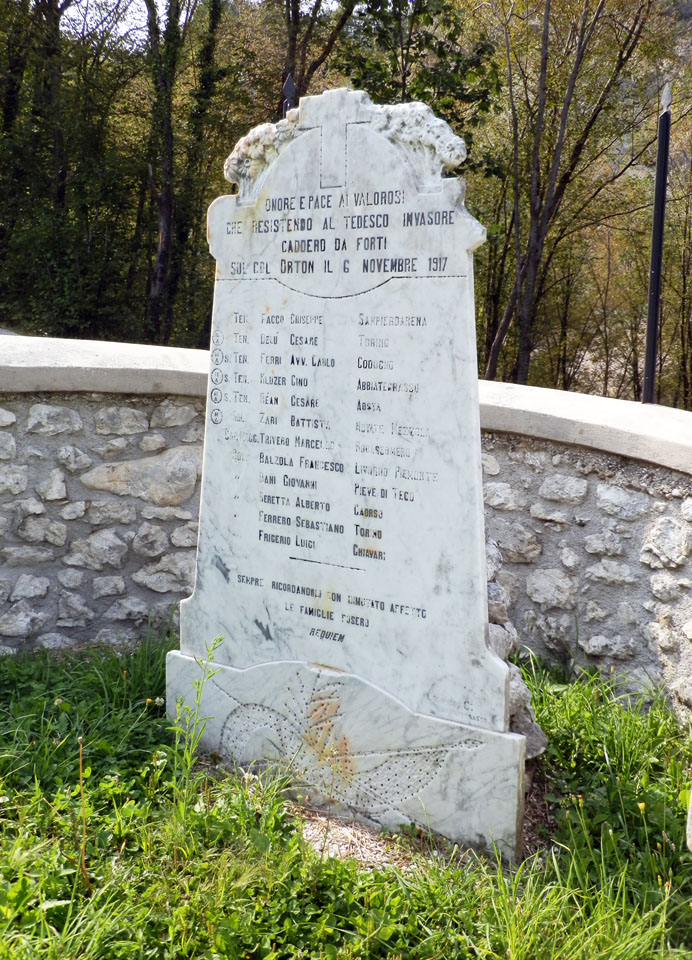 ONORE E PACE AI VALOROSI
CHE RESISTENDO AL TEDESCO INVASORE
CADDERO DA FORTI
SUL COL ORTON IL 6 NOVEMBRE 1917
TEN. FACCO GIUSEPPE SAMPIERDARENA
TEN. DELÙ CESARE TORINO
S. TEN. FERRI AVV. CARLO CODOGNO
S. TEN. KLOZER GINO ABBIATEGRASSO
S. TEN. REAN CESARE AOSTA
ZARI BATTISTA
TRIVERO MARCELLO
BALZOLA FRANCESCO LIVORNO PIEMONTE
" DANI GIOVANNI PIEVE DI TECO
" BERETTA ALBERTO CAORSO
" FERRERO SEBASTIANO TORINO
" FRIGERIO LUIGI CHIAVARI
SEMPRE RICORDANDOLI CON IMMUTATO AFFETTO
LE FAMIGLIE POSERO
REQUIEM